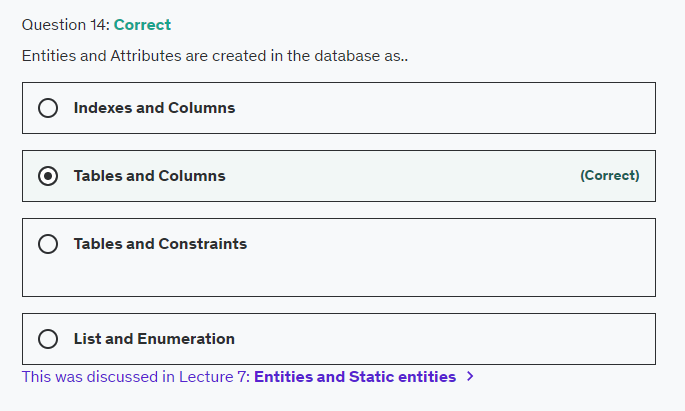 Question 14: Correct
Entities and Attributes are created in the database as..
Indexes and Columns
Tables and Columns (Correct)
Tables and Constraints
List and Enumeration
This was discussed in Lecture 7: Entities and Static entities >